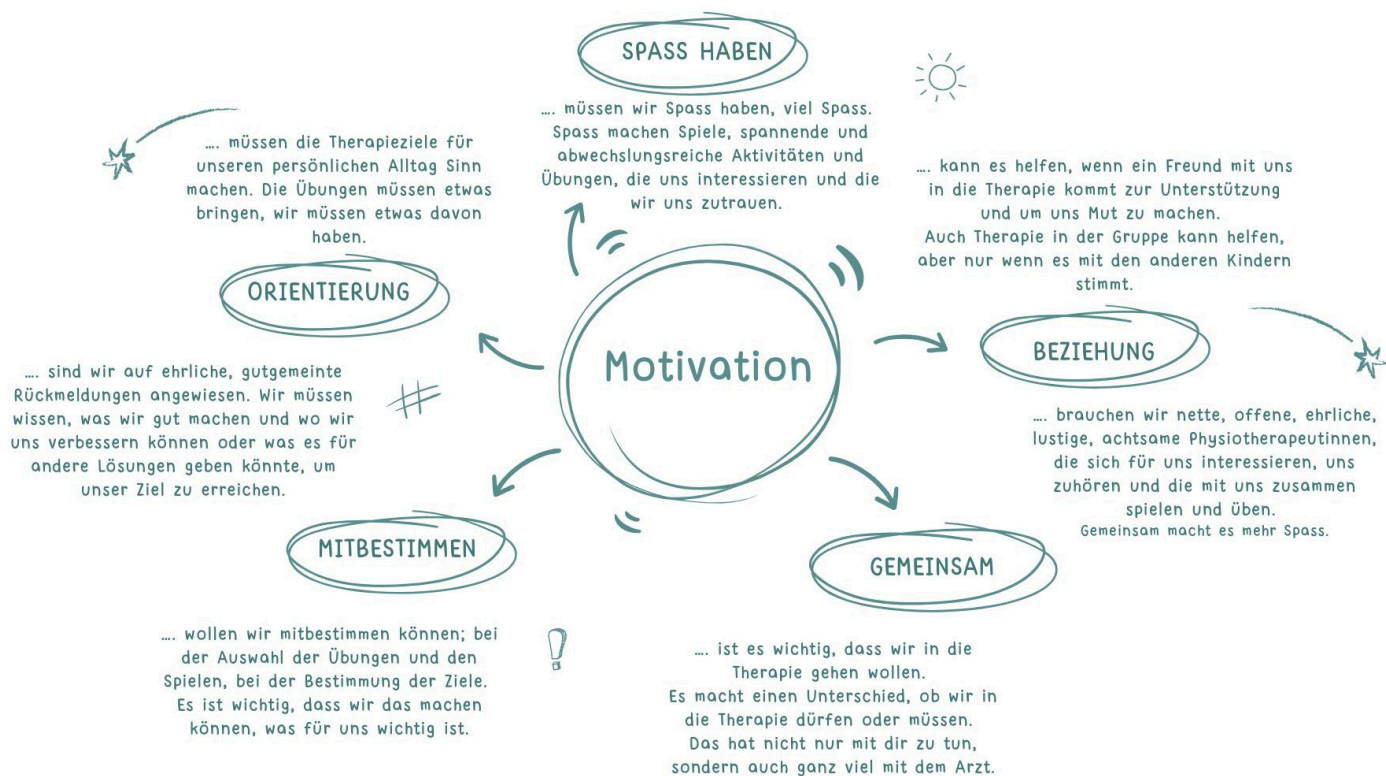 SPASS HABEN
.... müssen wir Spass haben, viel Spass.
Spass machen Spiele, spannende und
abwechslungsreiche Aktivitäten und
Übungen, die uns interessieren und die
wir uns zutrauen.
.... müssen die Therapieziele für
unseren persönlichen Alltag Sinn
machen. Die Übungen müssen etwas
bringen, wir müssen etwas davon
haben.
ORIENTIERUNG
.... sind wir auf ehrliche, gutgemeinte
Rückmeldungen angewiesen. Wir müssen
wissen, was wir gut machen und wo wir
uns verbessern können oder was es für
andere Lösungen geben könnte, um
unser Ziel zu erreichen.
Motivation
.... kann es helfen, wenn ein Freund mit uns
in die Therapie kommt zur Unterstützung
und um uns Mut zu machen.
Auch Therapie in der Gruppe kann helfen,
aber nur wenn es mit den anderen Kindern
stimmt.
BEZIEHUNG
.... brauchen wir nette, offene, ehrliche,
lustige, achtsame Physiotherapeutinnen,
die sich für uns interessieren, uns
zuhören und die mit uns zusammen
spielen und üben.
Gemeinsam macht es mehr Spass.
MITBESTIMMEN
.... wollen wir mitbestimmen können; bei
der Auswahl der Übungen und den
Spielen, bei der Bestimmung der Ziele.
Es ist wichtig, dass wir das machen
können, was für uns wichtig ist.
GEMEINSAM
.... ist es wichtig, dass wir in die
Therapie gehen wollen.
Es macht einen Unterschied, ob wir in
die Therapie dürfen oder müssen.
Das hat nicht nur mit dir zu tun,
sondern auch ganz viel mit dem Arzt.